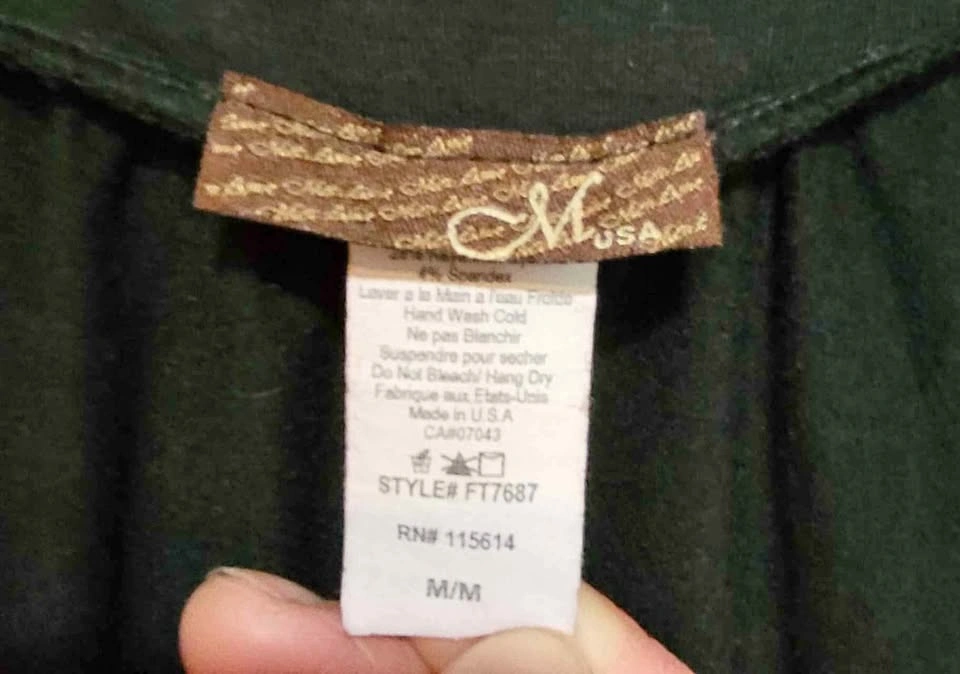 M USA
4% Spandex
Laver a la Main a l'eau Froide
Hand Wash Cold
Ne pas Blanchir
Suspendre pour secher
Do Not Bleach/ Hang Dry
Fabrique aux Etats-Unis
Made in U.S.A
CA#07043
STYLE# FT7687
RN# 115614
M/M